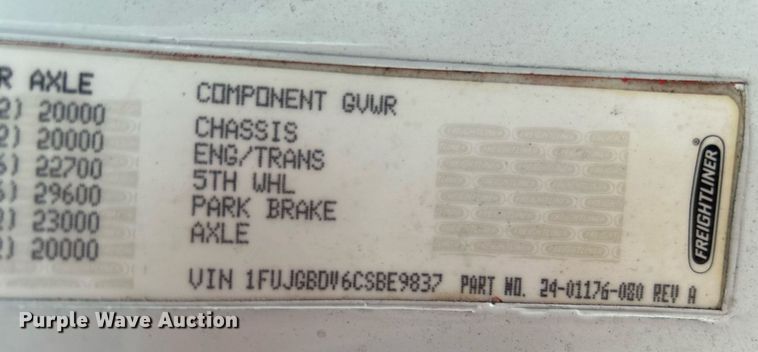 R AXLE
2) 20000
2) 20000
6) 22700
6) 29600
2) 23000
2) 20000
COMPONENT GVWR
CHASSIS
ENG/TRANS
5TH WHL
PARK BRAKE
AXLE
VIN 1FUJGBDV6CSBE9837 PART NO. 24-01176-080 REV A
FREIGHTLINER
Purple Wave Auction